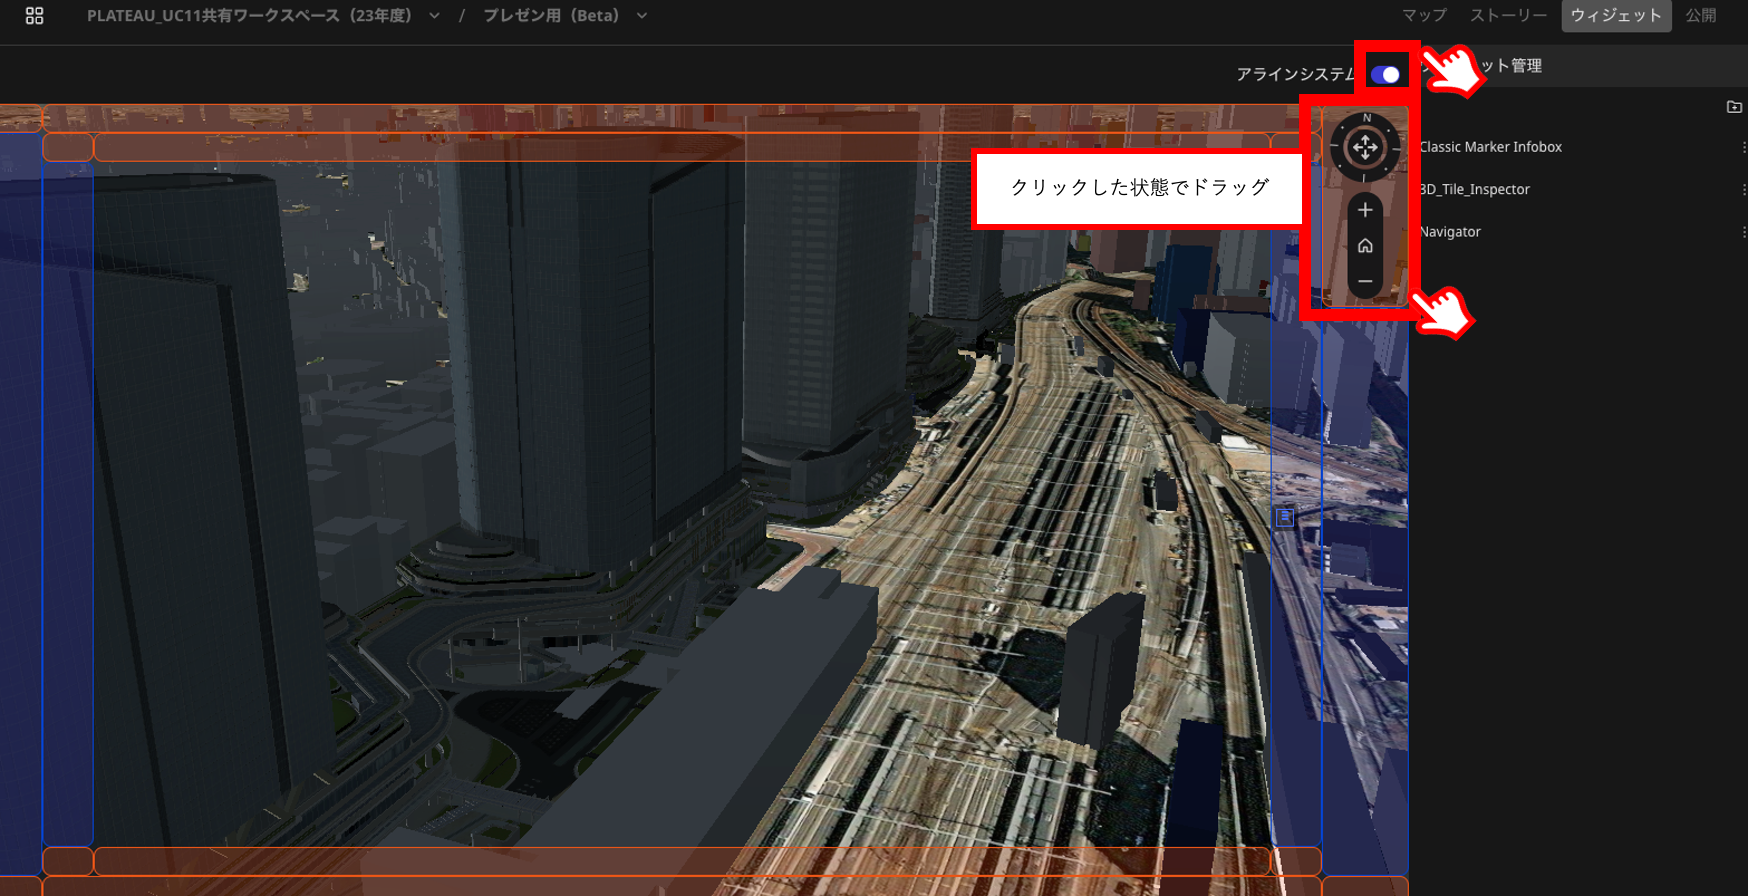 PLATEAU_UC11共有ワークスペース（23年度） / プレゼン用（Beta）
マップ ストーリー ウィジェット 公開
アラインシステム
ット管理
N
Classic Marker Infobox
クリックした状態でドラッグ
3D_Tile_Inspector
Navigator